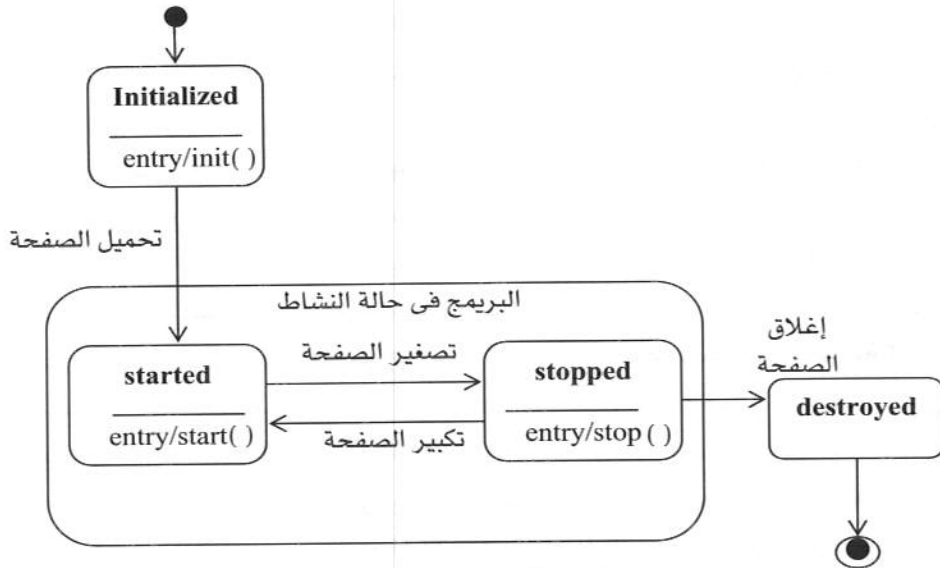 Initialized
entry/init( )
تحميل الصفحة
البريمج فى حالة النشاط
started
entry/start( )
تصغير الصفحة
تكبير الصفحة
stopped
entry/stop ( )
إغلاق
الصفحة
destroyed